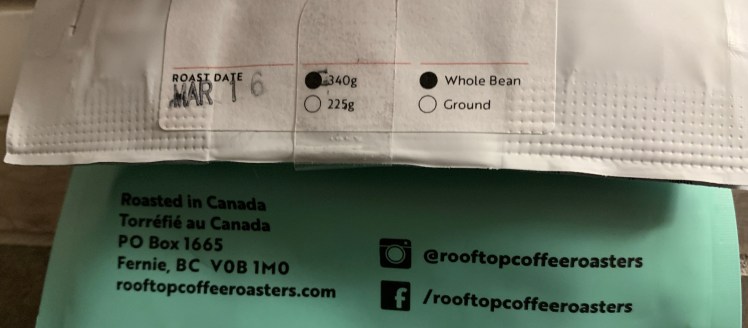 ROAST DATE
MAR 16
340g
225g
Whole Bean
Ground
Roasted in Canada
Torréfié au Canada
PO Box 1665
Fernie, BC V0B 1M0
rooftopcoffeeroasters.com
@rooftopcoffeeroasters
/rooftopcoffeeroasters